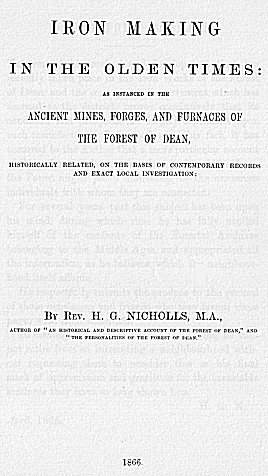 IRON MAKING
IN THE OLDEN TIMES:
AS INSTANCED IN THE
ANCIENT MINES, FORGES, AND FURNACES OF
THE FOREST OF DEAN,
HISTORICALLY RELATED, ON THE BASIS OF CONTEMPORARY RECORDS
AND EXACT LOCAL INVESTIGATION;
BY REV. H. G. NICHOLLS, M.A.,
AUTHOR OF "AN HISTORICAL AND DESCRIPTIVE ACCOUNT OF THE FOREST OF DEAN," AND
"THE PERSONALITIES OF THE FOREST OF DEAN."
1866.